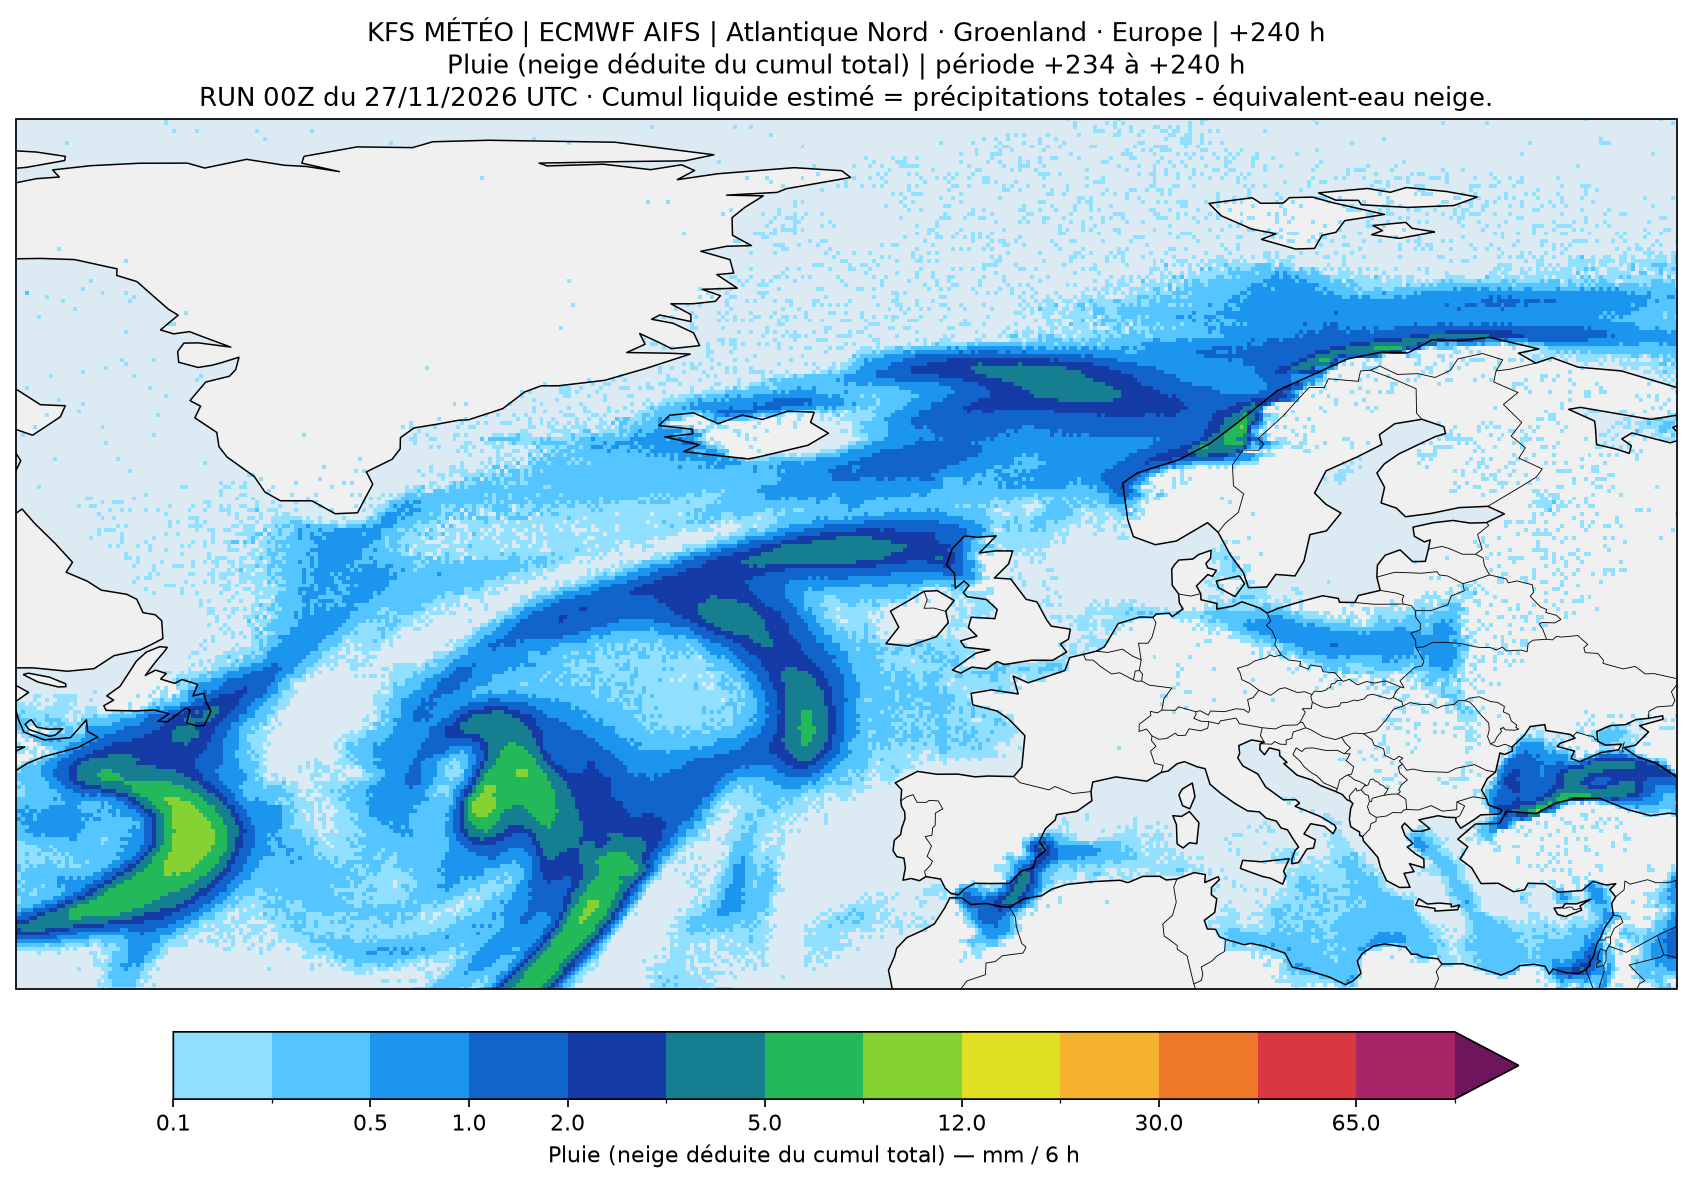 KFS MÉTÉO | ECMWF AIFS | Atlantique Nord · Groenland · Europe | +240 h
Pluie (neige déduite du cumul total) | période +234 à +240 h
RUN 00Z du 27/11/2026 UTC · Cumul liquide estimé = précipitations totales - équivalent-eau neige.
0.1 0.5 1.0 2.0 5.0 12.0 30.0 65.0
Pluie (neige déduite du cumul total) — mm / 6 h